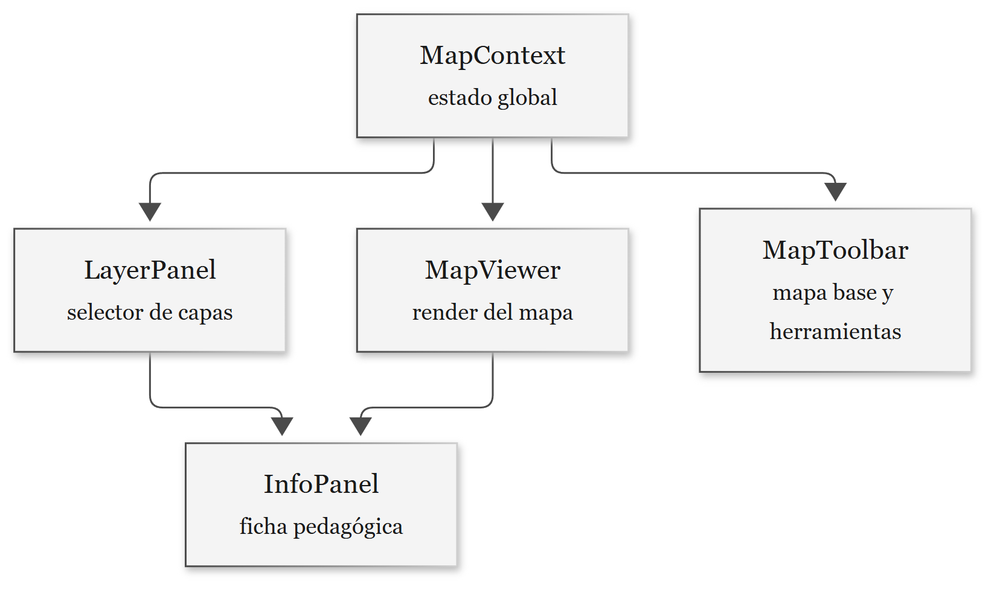 MapContext
estado global
LayerPanel
selector de capas
MapViewer
render del mapa
MapToolbar
mapa base y
herramientas
InfoPanel
ficha pedagógica